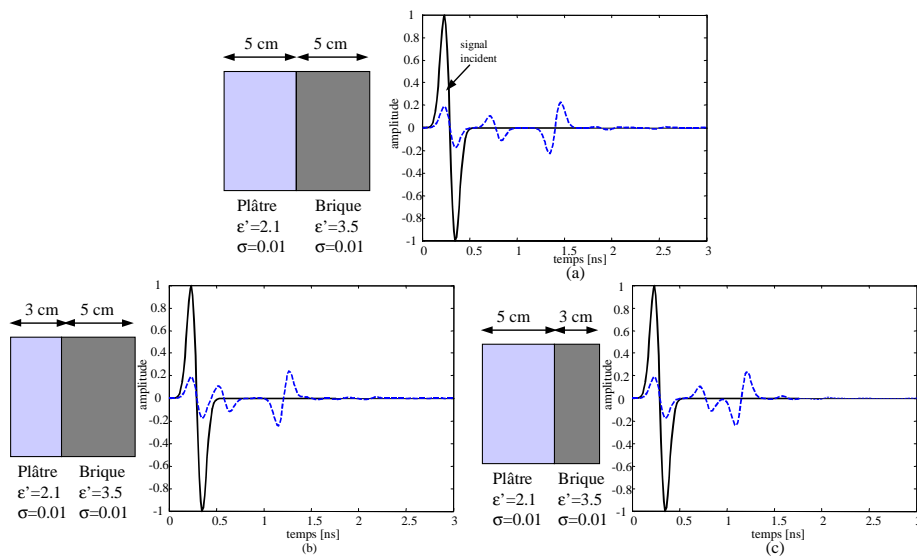 5 cm 5 cm
Plâtre Brique
ε’=2.1 ε’=3.5
σ=0.01 σ=0.01
1
0.8
0.6
0.4
0.2
0
-0.2
-0.4
-0.6
-0.8
-1
amplitude
signal
incident
0 0.5 1 1.5 2 2.5 3
temps [ns]
(a)
3 cm 5 cm
Plâtre Brique
ε’=2.1 ε’=3.5
σ=0.01 σ=0.01
1
0.8
0.6
0.4
0.2
0
-0.2
-0.4
-0.6
-0.8
-1
amplitude
0 0.5 1 1.5 2 2.5 3
temps [ns]
(b)
5 cm 3 cm
Plâtre Brique
ε’=2.1 ε’=3.5
σ=0.01 σ=0.01
1
0.8
0.6
0.4
0.2
0
-0.2
-0.4
-0.6
-0.8
-1
amplitude
0 0.5 1 1.5 2 2.5 3
temps [ns]
(c)